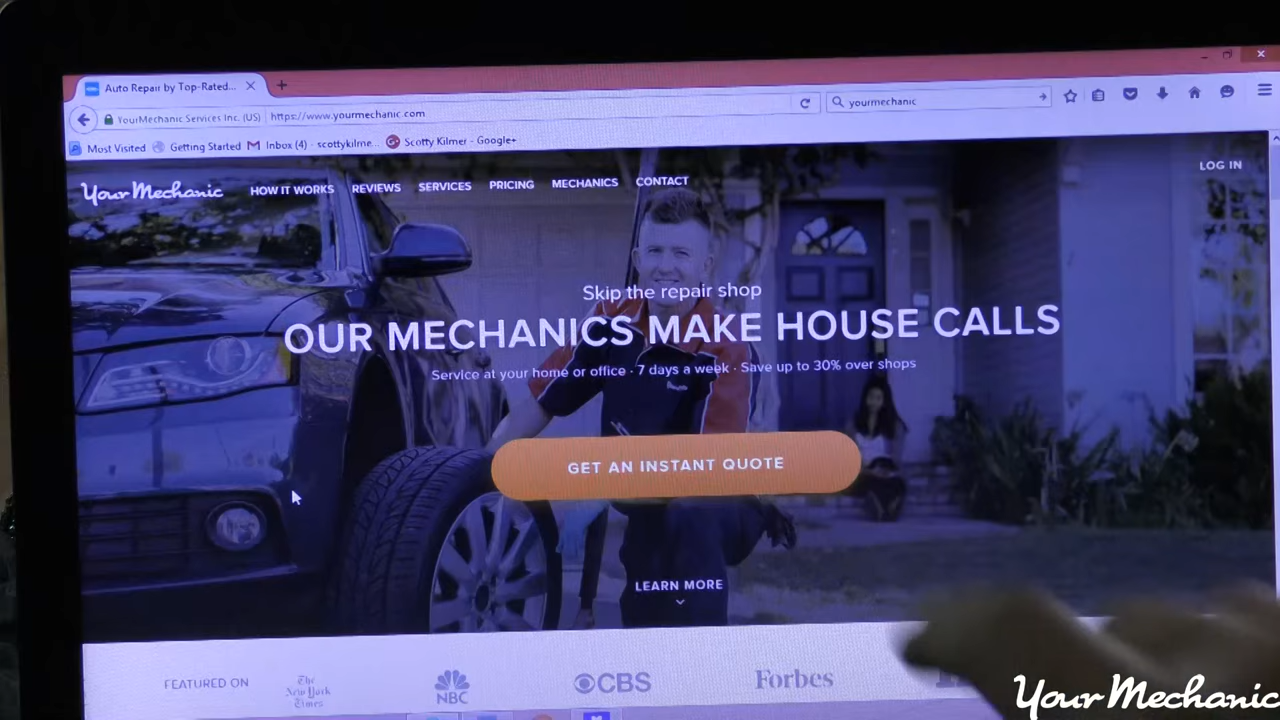 Auto Repair by Top-Rated...
YourMechanic Services Inc. (US) https://www.yourmechanic.com
yourmechanic
Most Visited Getting Started Inbox (4) - scottykilme... Scotty Kilmer - Google+
LOG IN
YourMechanic HOW IT WORKS REVIEWS SERVICES PRICING MECHANICS CONTACT
Skip the repair shop
OUR MECHANICS MAKE HOUSE CALLS
Service at your home or office · 7 days a week · Save up to 30% over shops
GET AN INSTANT QUOTE
LEARN MORE
FEATURED ON The New York Times NBC CBS Forbes
YourMechanic